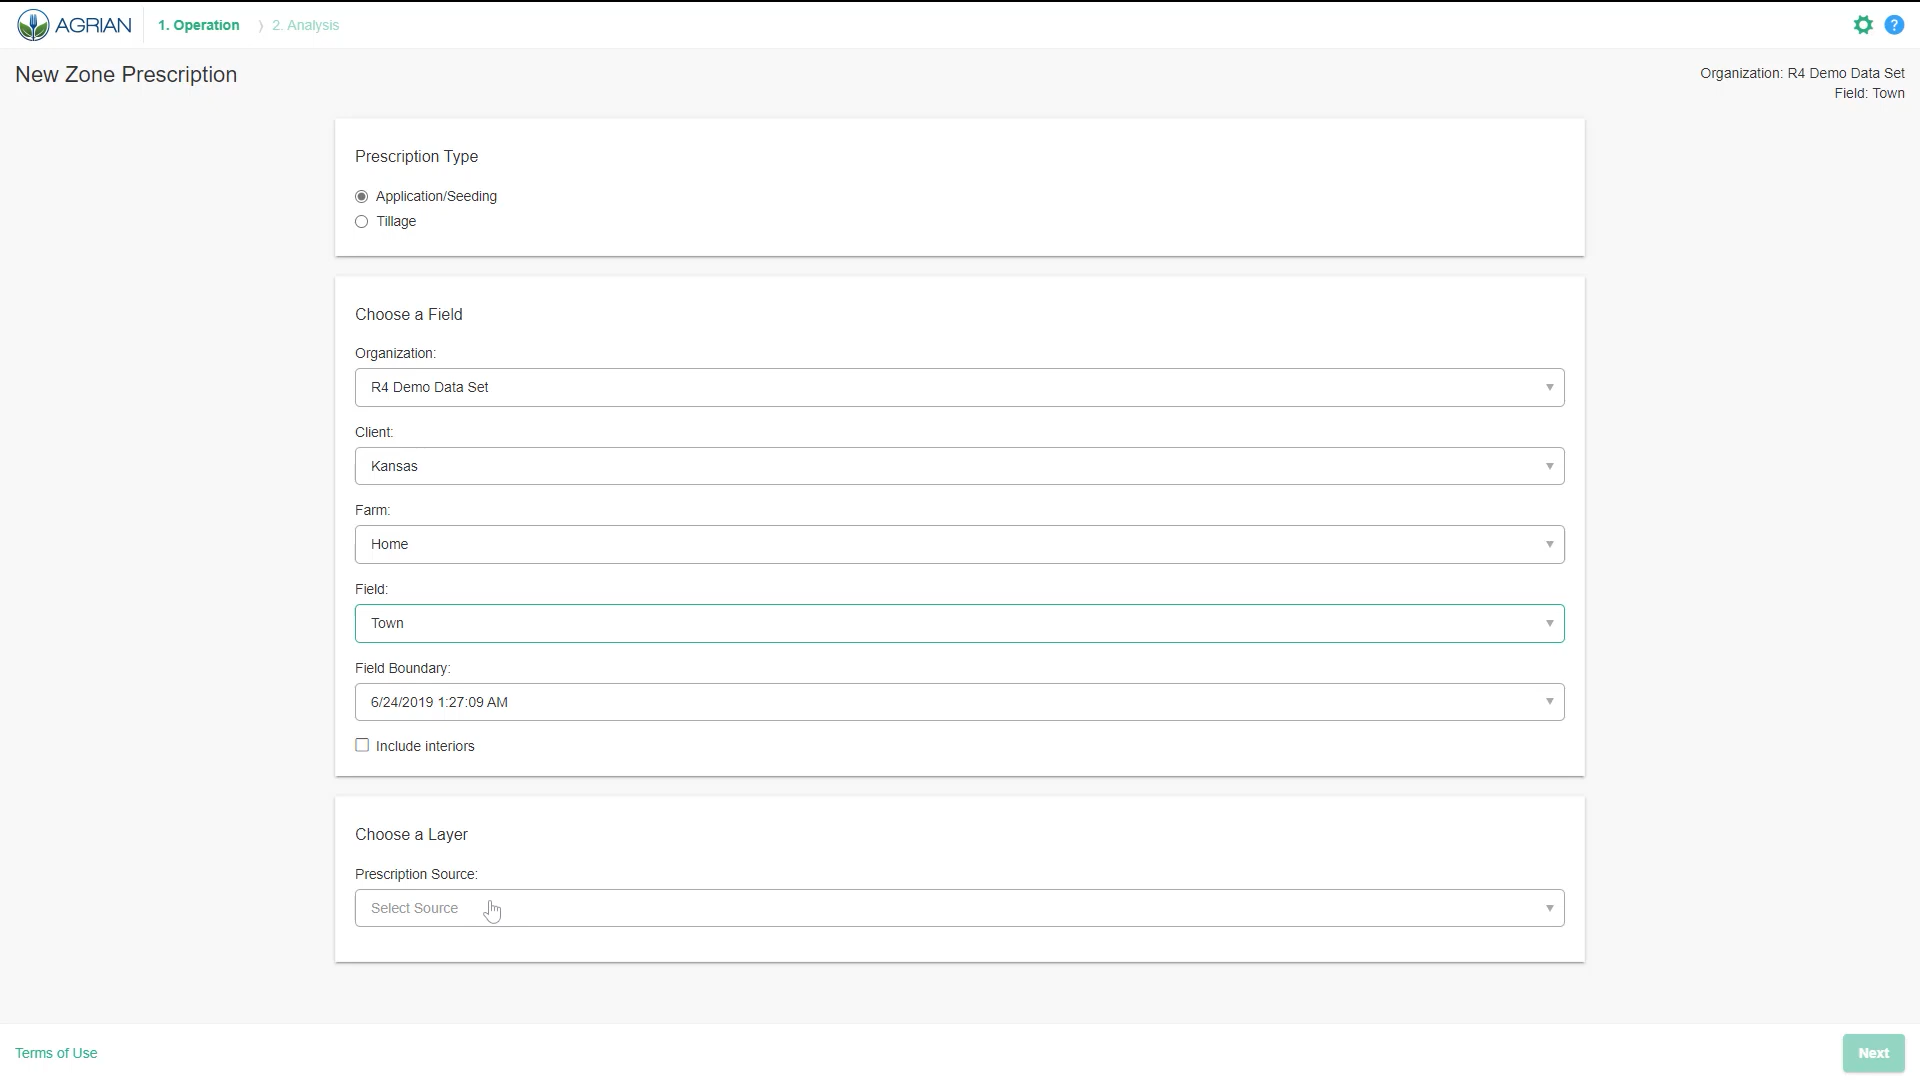 AGRIAN
1. Operation
2. Analysis
?
New Zone Prescription
Organization: R4 Demo Data Set
Field: Town
Prescription Type
Application/Seeding
Tillage
Choose a Field
Organization:
R4 Demo Data Set
Client:
Kansas
Farm:
Home
Field:
Town
Field Boundary:
6/24/2019 1:27:09 AM
Include interiors
Choose a Layer
Prescription Source:
Select Source
Terms of Use
Next